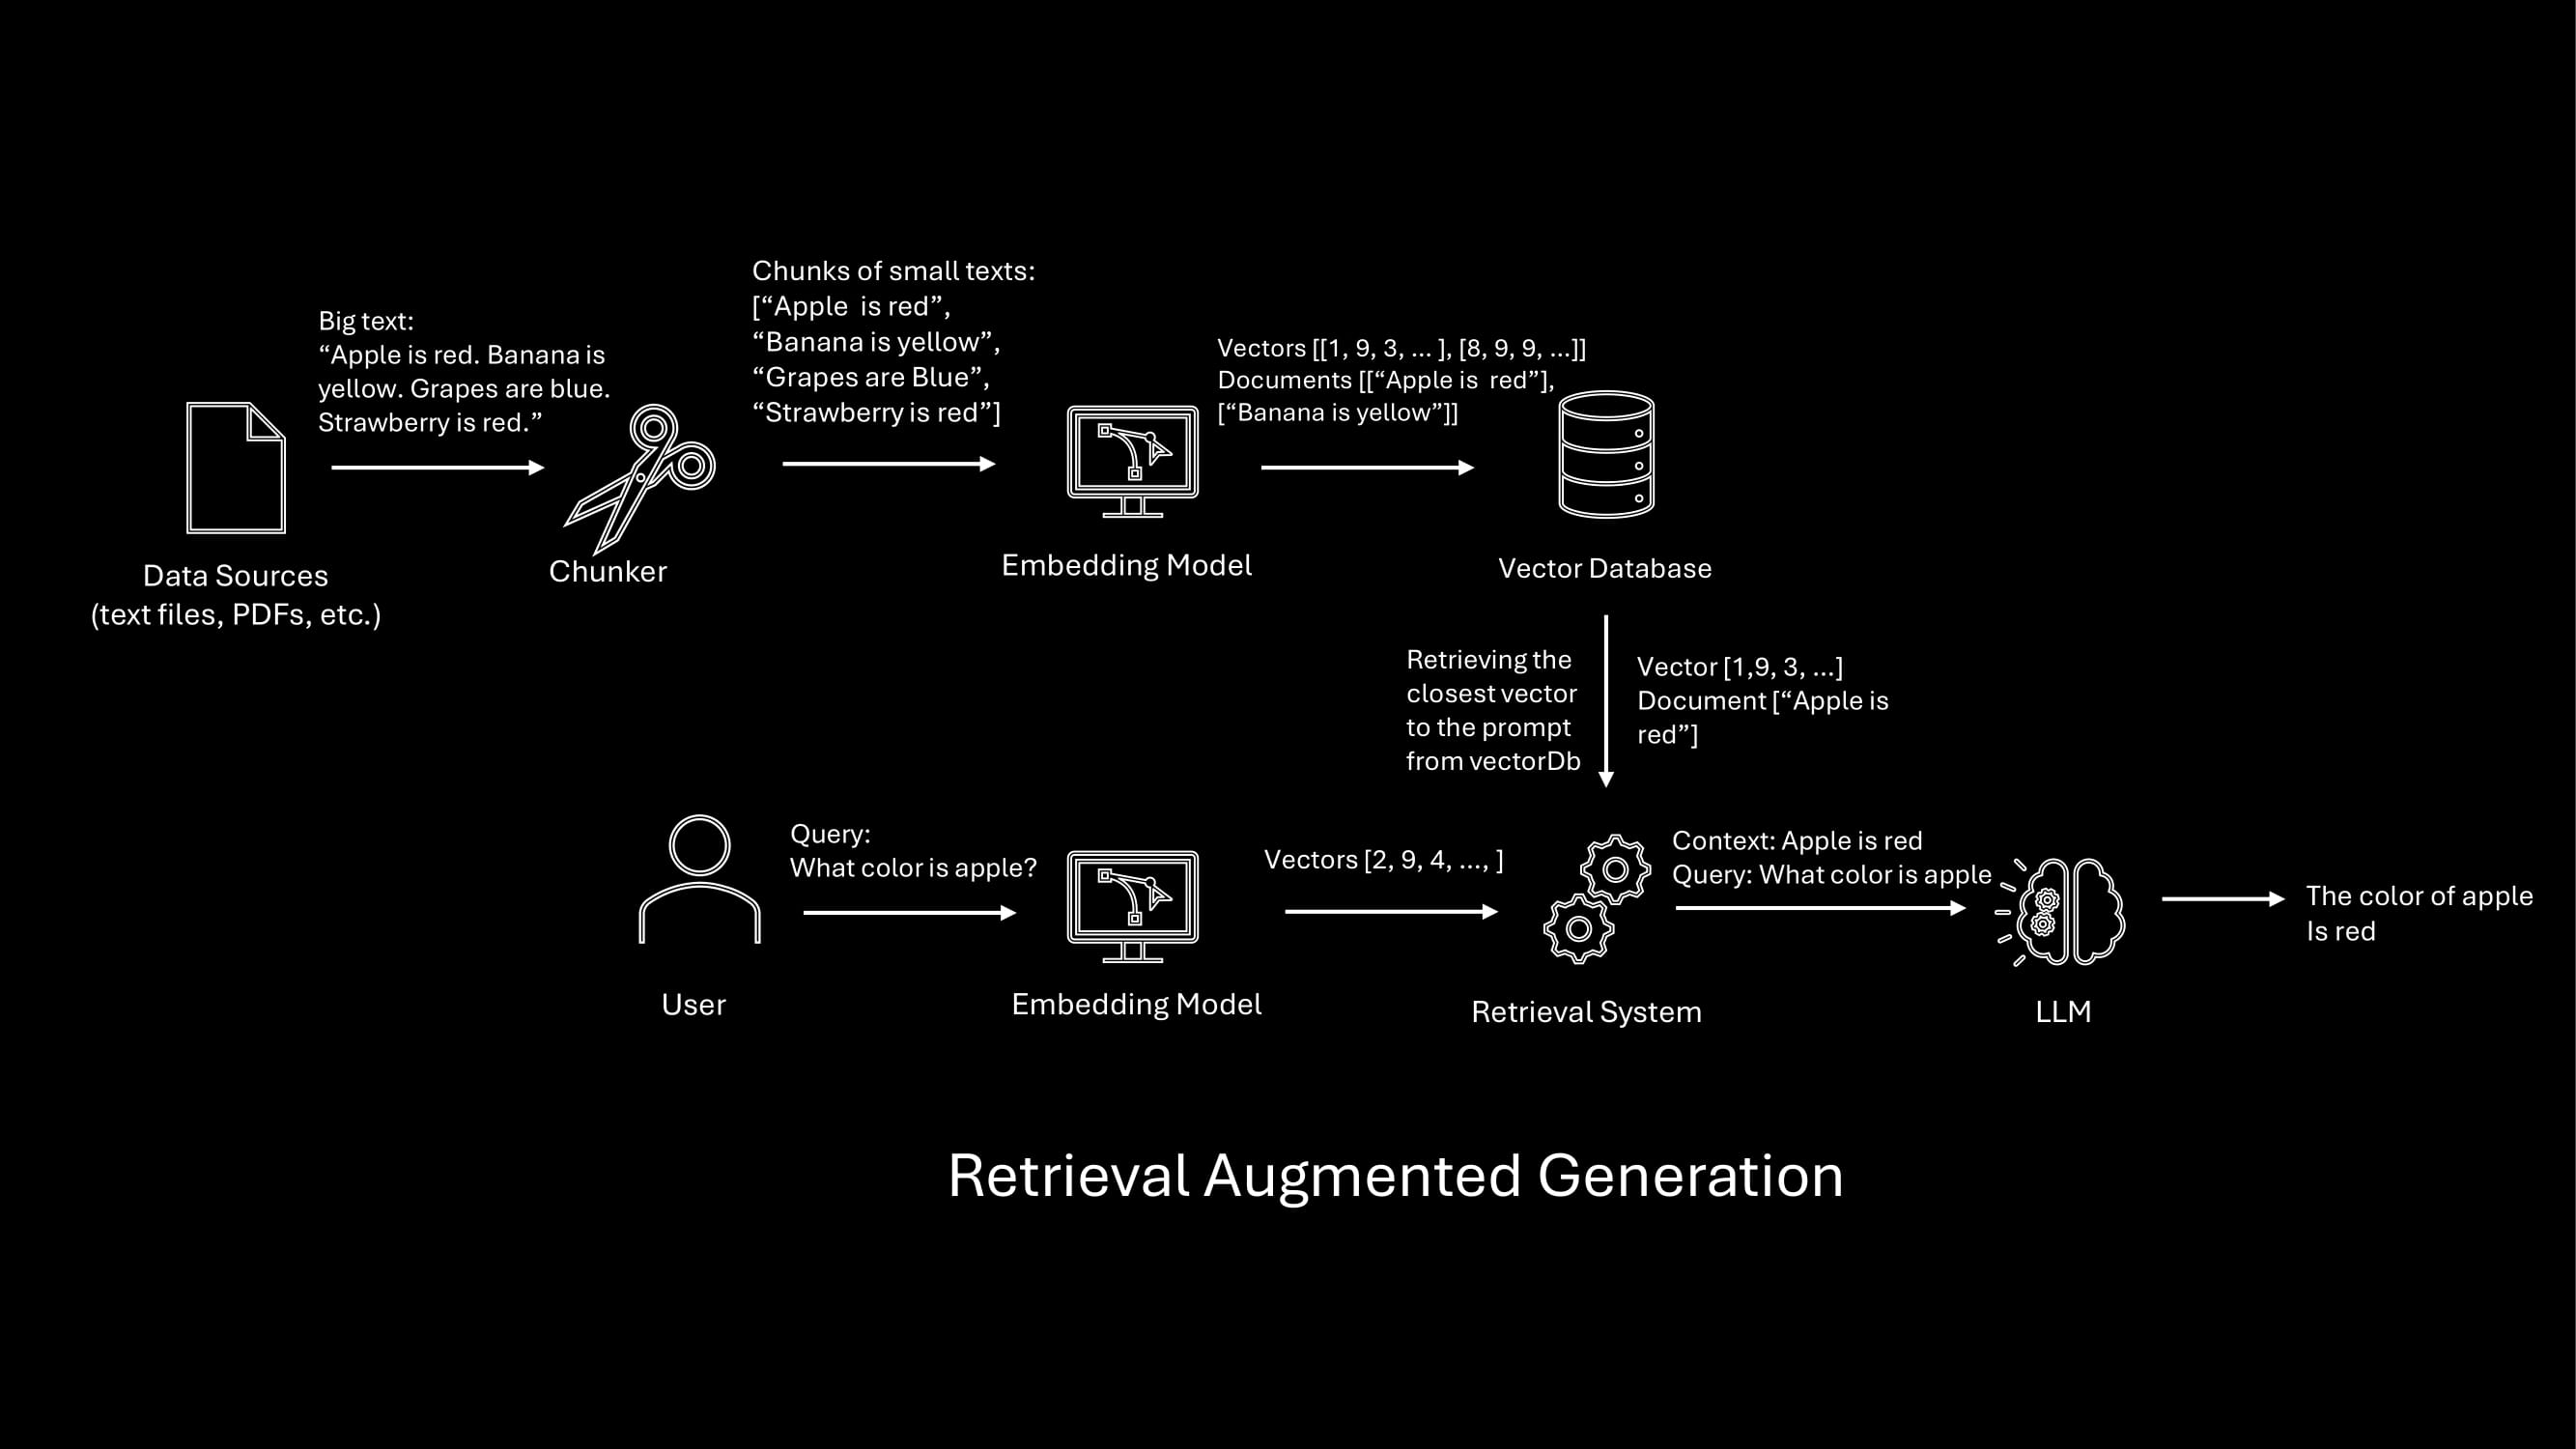 Big text:
“Apple is red. Banana is
yellow. Grapes are blue.
Strawberry is red.”
Chunks of small texts:
[“Apple  is red”,
“Banana is yellow”,
“Grapes are Blue”,
“Strawberry is red”]
Vectors [[1, 9, 3, ... ], [8, 9, 9, ...]]
Documents [[“Apple is  red”],
[“Banana is yellow”]]
Data Sources
(text files, PDFs, etc.)
Chunker
Embedding Model
Vector Database
Retrieving the
closest vector
to the prompt
from vectorDb
Vector [1,9, 3, ...]
Document [“Apple is
red”]
Query:
What color is apple?
Vectors [2, 9, 4, ..., ]
Context: Apple is red
Query: What color is apple
The color of apple
Is red
User
Embedding Model
Retrieval System
LLM
Retrieval Augmented Generation